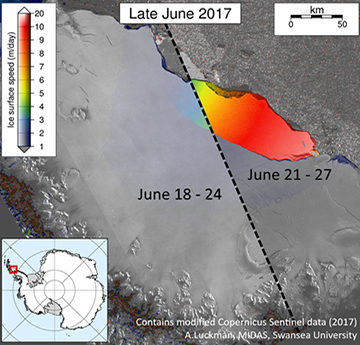 Late June 2017
km
0 50
20
10
9
8
7
6
5
4
3
2
1
Ice surface speed (m/day)
June 18 - 24
June 21 - 27
Contains modified Copernicus Sentinel data (2017)
A.Luckman, MIDAS, Swansea University